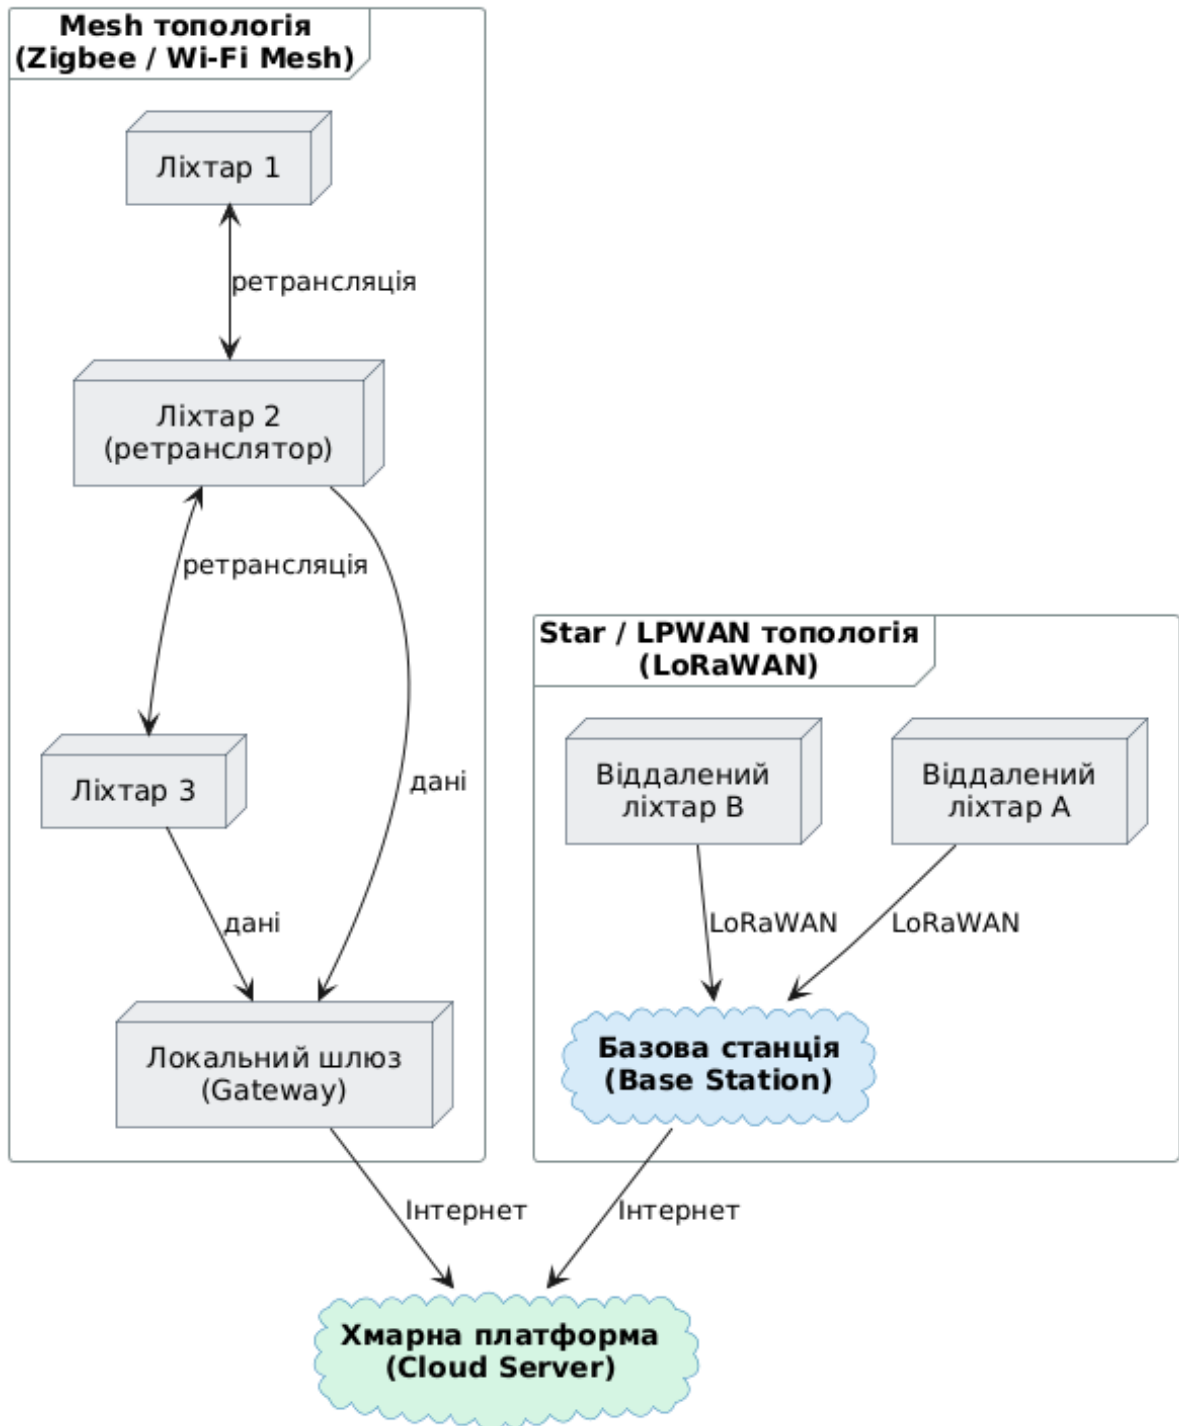 Mesh топологія
(Zigbee / Wi-Fi Mesh)
Ліхтар 1
ретрансляція
Ліхтар 2
(ретранслятор)
ретрансляція
Ліхтар 3
дані
дані
Локальний шлюз
(Gateway)
Star / LPWAN топологія
(LoRaWAN)
Віддалений
ліхтар B
Віддалений
ліхтар A
LoRaWAN
LoRaWAN
Базова станція
(Base Station)
Інтернет
Інтернет
Хмарна платформа
(Cloud Server)